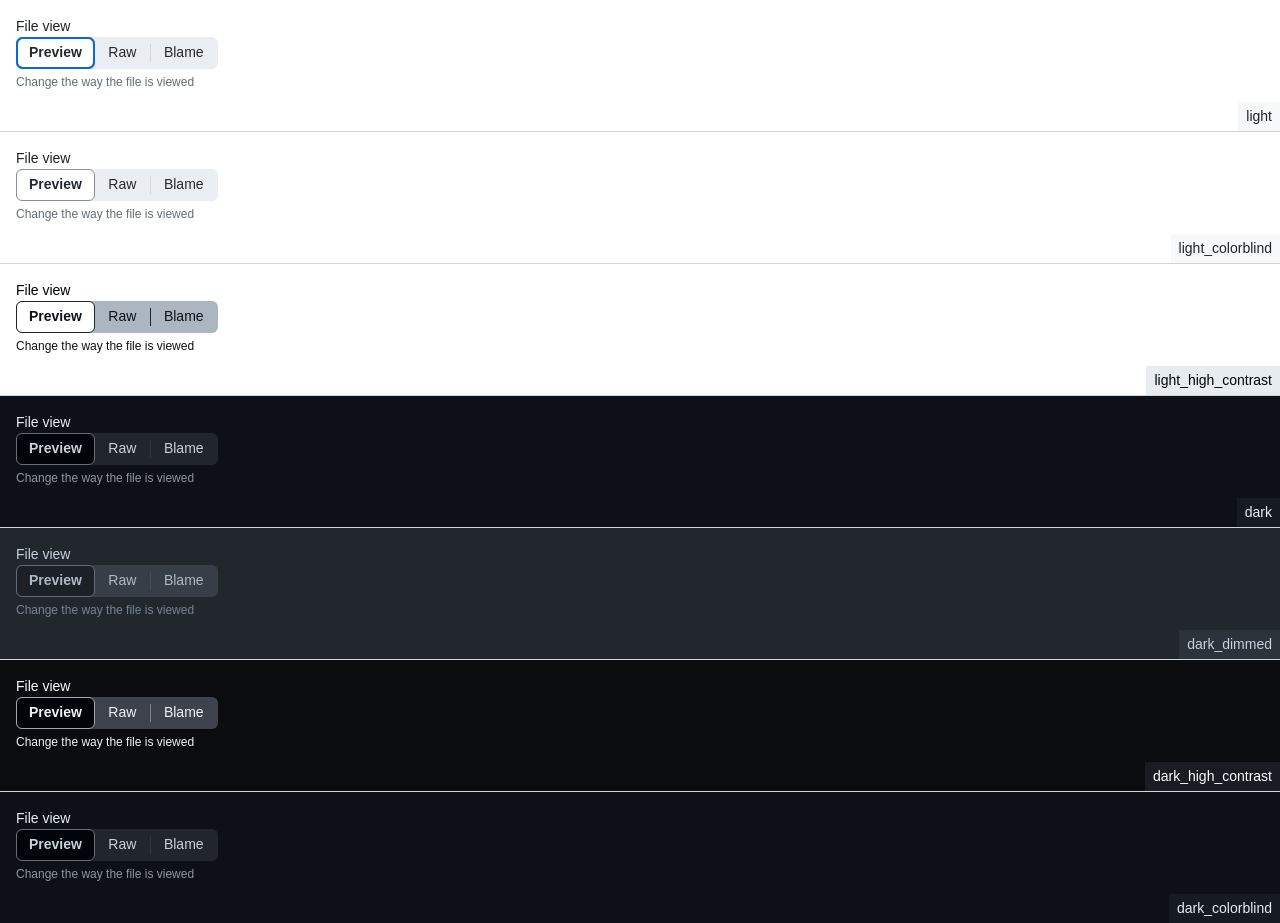 File view
Preview Raw Blame
Change the way the file is viewed
light
File view
Preview Raw Blame
Change the way the file is viewed
light_colorblind
File view
Preview Raw Blame
Change the way the file is viewed
light_high_contrast
File view
Preview Raw Blame
Change the way the file is viewed
dark
File view
Preview Raw Blame
Change the way the file is viewed
dark_dimmed
File view
Preview Raw Blame
Change the way the file is viewed
dark_high_contrast
File view
Preview Raw Blame
Change the way the file is viewed
dark_colorblind